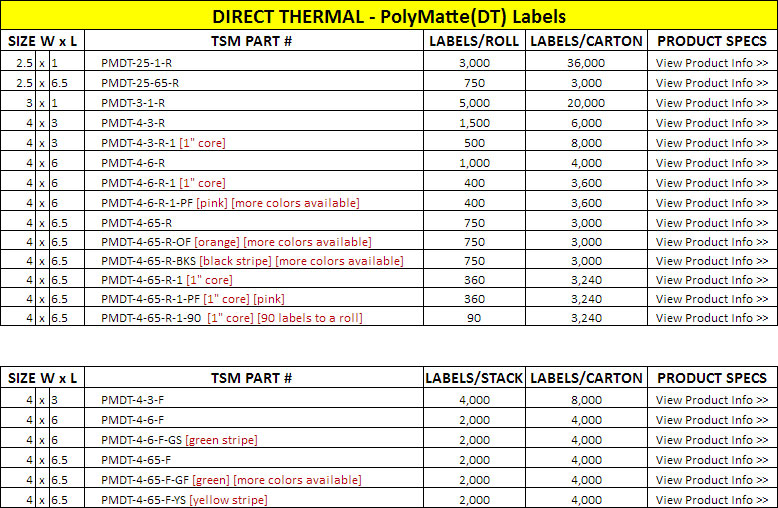 DIRECT THERMAL - PolyMatte(DT) Labels
SIZE W x L TSM PART # LABELS/ROLL LABELS/CARTON PRODUCT SPECS
2.5 x 1 PMDT-25-1-R 3,000 36,000 View Product Info >>
2.5 x 6.5 PMDT-25-65-R 750 3,000 View Product Info >>
3 x 1 PMDT-3-1-R 5,000 20,000 View Product Info >>
4 x 3 PMDT-4-3-R 1,500 6,000 View Product Info >>
4 x 3 PMDT-4-3-R-1 [1" core] 500 8,000 View Product Info >>
4 x 6 PMDT-4-6-R 1,000 4,000 View Product Info >>
4 x 6 PMDT-4-6-R-1 [1" core] 400 3,600 View Product Info >>
4 x 6 PMDT-4-6-R-1-PF [pink] [more colors available] 400 3,600 View Product Info >>
4 x 6.5 PMDT-4-65-R 750 3,000 View Product Info >>
4 x 6.5 PMDT-4-65-R-OF [orange] [more colors available] 750 3,000 View Product Info >>
4 x 6.5 PMDT-4-65-R-BKS [black stripe] [more colors available] 750 3,000 View Product Info >>
4 x 6.5 PMDT-4-65-R-1 [1" core] 360 3,240 View Product Info >>
4 x 6.5 PMDT-4-65-R-1-PF [1" core] [pink] 360 3,240 View Product Info >>
4 x 6.5 PMDT-4-65-R-1-90 [1" core] [90 labels to a roll] 90 3,240 View Product Info >>
SIZE W x L TSM PART # LABELS/STACK LABELS/CARTON PRODUCT SPECS
4 x 3 PMDT-4-3-F 4,000 8,000 View Product Info >>
4 x 6 PMDT-4-6-F 2,000 4,000 View Product Info >>
4 x 6 PMDT-4-6-F-GS [green stripe] 2,000 4,000 View Product Info >>
4 x 6.5 PMDT-4-65-F 2,000 4,000 View Product Info >>
4 x 6.5 PMDT-4-65-F-GF [green] [more colors available] 2,000 4,000 View Product Info >>
4 x 6.5 PMDT-4-65-F-YS [yellow stripe] 2,000 4,000 View Product Info >>